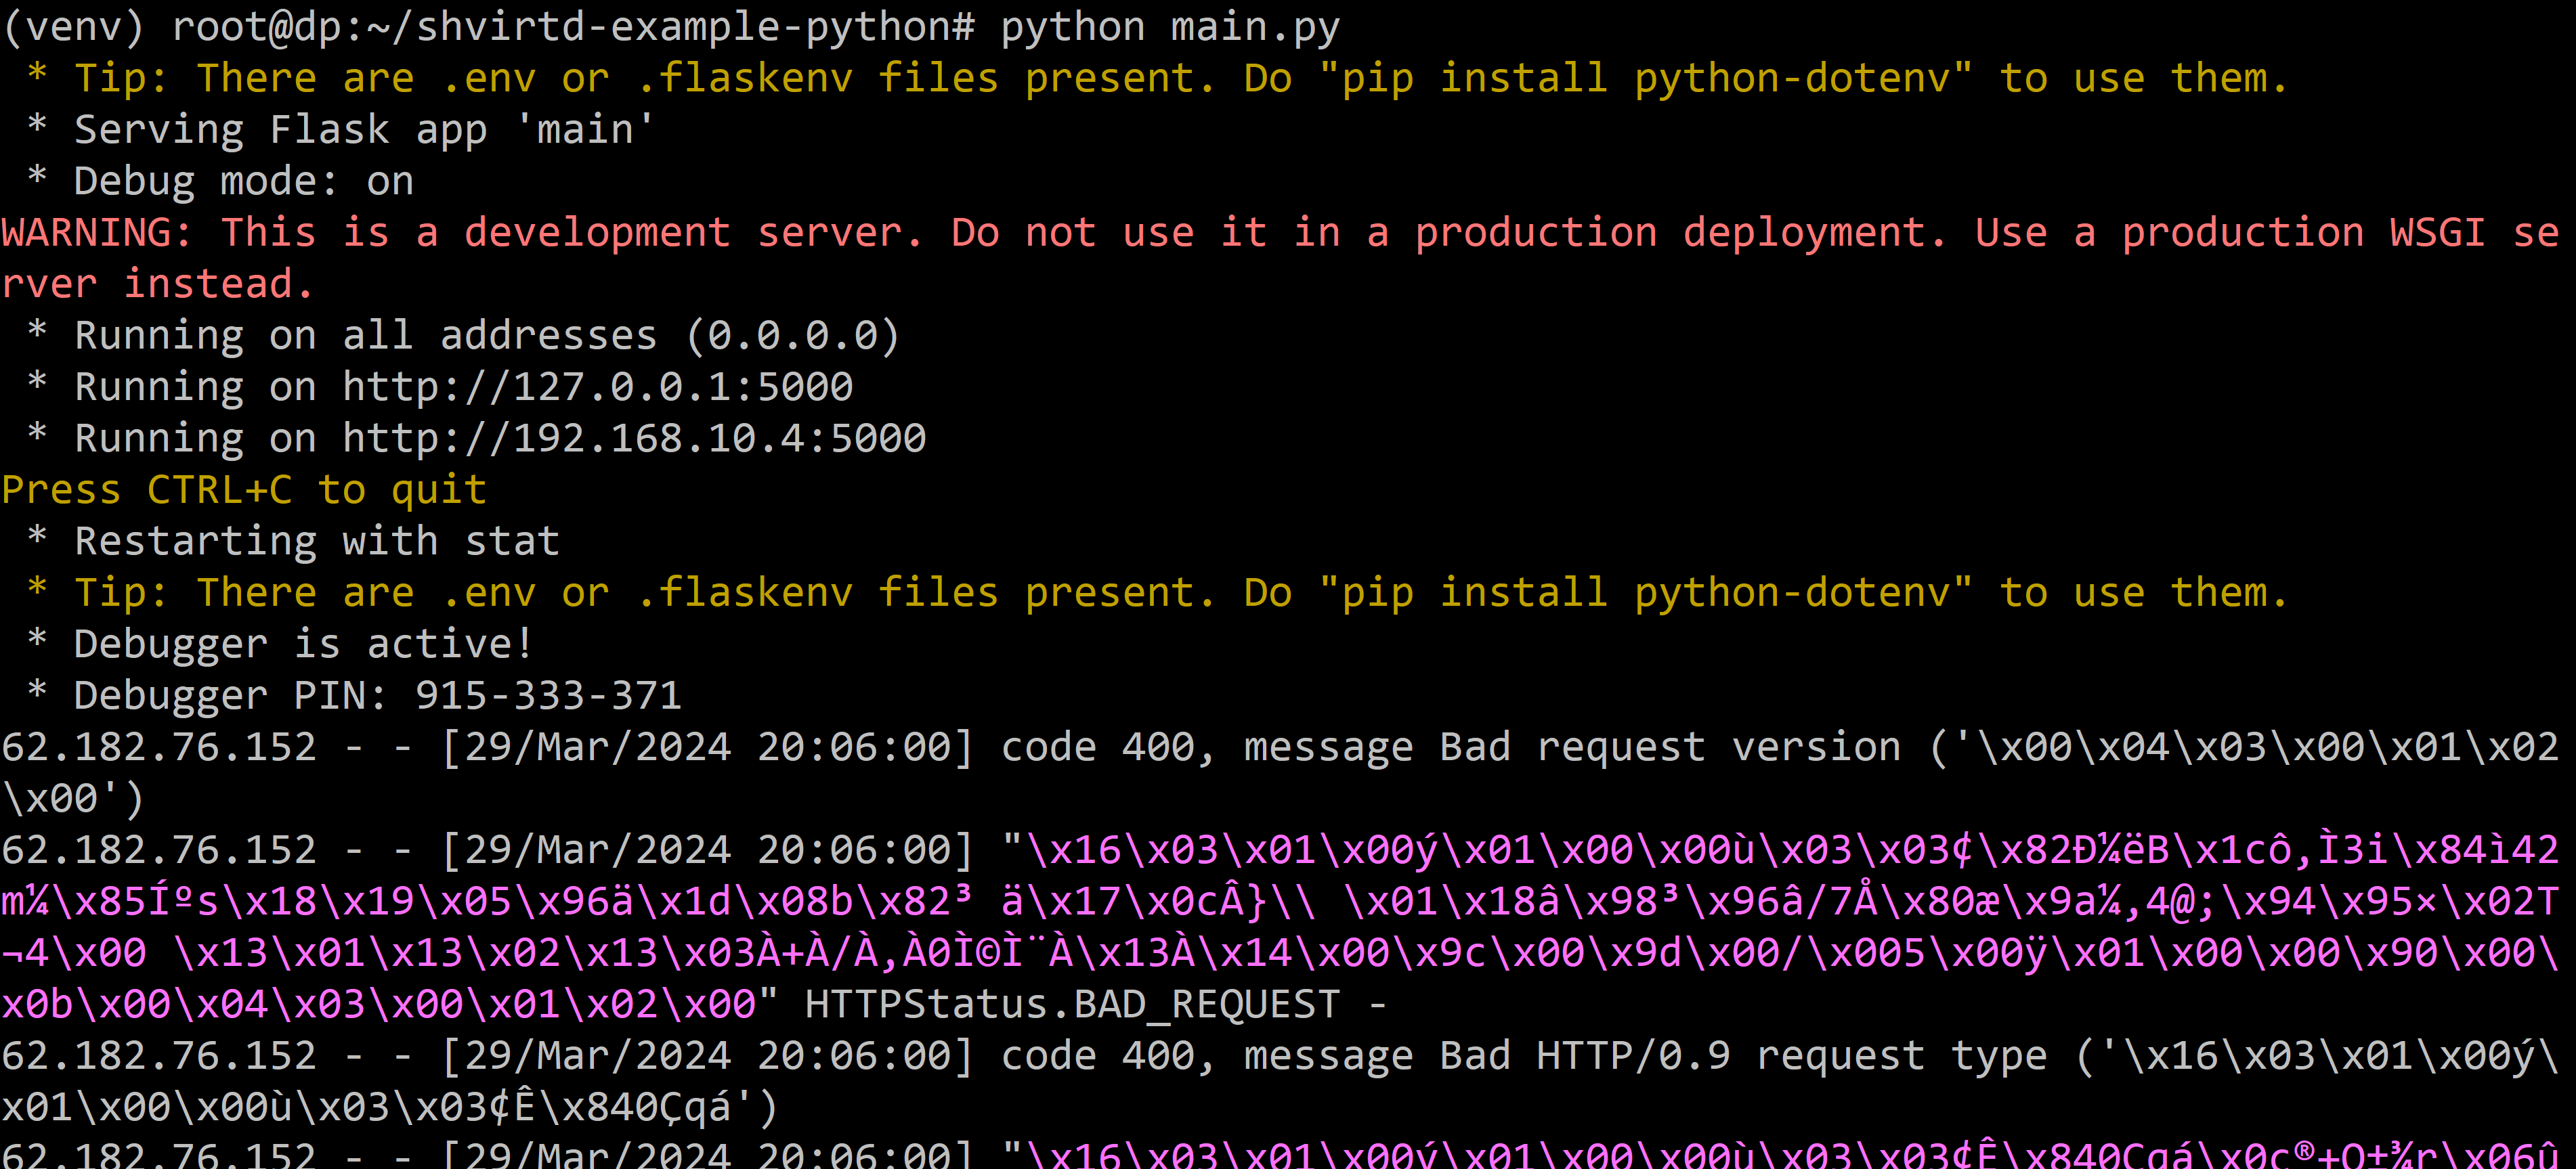 (venv) root@dp:~/shvirtd-example-python# python main.py
 * Tip: There are .env or .flaskenv files present. Do "pip install python-dotenv" to use them.
 * Serving Flask app 'main'
 * Debug mode: on
WARNING: This is a development server. Do not use it in a production deployment. Use a production WSGI se
rver instead.
 * Running on all addresses (0.0.0.0)
 * Running on http://127.0.0.1:5000
 * Running on http://192.168.10.4:5000
Press CTRL+C to quit
 * Restarting with stat
 * Tip: There are .env or .flaskenv files present. Do "pip install python-dotenv" to use them.
 * Debugger is active!
 * Debugger PIN: 915-333-371
62.182.76.152 - - [29/Mar/2024 20:06:00] code 400, message Bad request version ('\x00\x04\x03\x00\x01\x02
\x00')
62.182.76.152 - - [29/Mar/2024 20:06:00] "\x16\x03\x01\x00ý\x01\x00\x00ù\x03\x03¢\x82Ð¼ëB\x1cô,Ì3i\x84ì42
m¼\x85Íºs\x18\x19\x05\x96ä\x1d\x08b\x82³ ä\x17\x0cÂ}\\ \x01\x18â\x98³\x96â/7Å\x80æ\x9a¼,4@;\x94\x95×\x02T
¬4\x00 \x13\x01\x13\x02\x13\x03À+À/À,À0Ì©Ì¨À\x13À\x14\x00\x9c\x00\x9d\x00/\x005\x00ÿ\x01\x00\x00\x90\x00\
x0b\x00\x04\x03\x00\x01\x02\x00" HTTPStatus.BAD_REQUEST -
62.182.76.152 - - [29/Mar/2024 20:06:00] code 400, message Bad HTTP/0.9 request type ('\x16\x03\x01\x00ý\
x01\x00\x00ù\x03\x03¢Ê\x840Çqá')
62.182.76.152 - - [29/Mar/2024 20:06:00] "\x16\x03\x01\x00ý\x01\x00\x00ù\x03\x03¢Ê\x840Çqá\x0c®+O±¾r\x06û